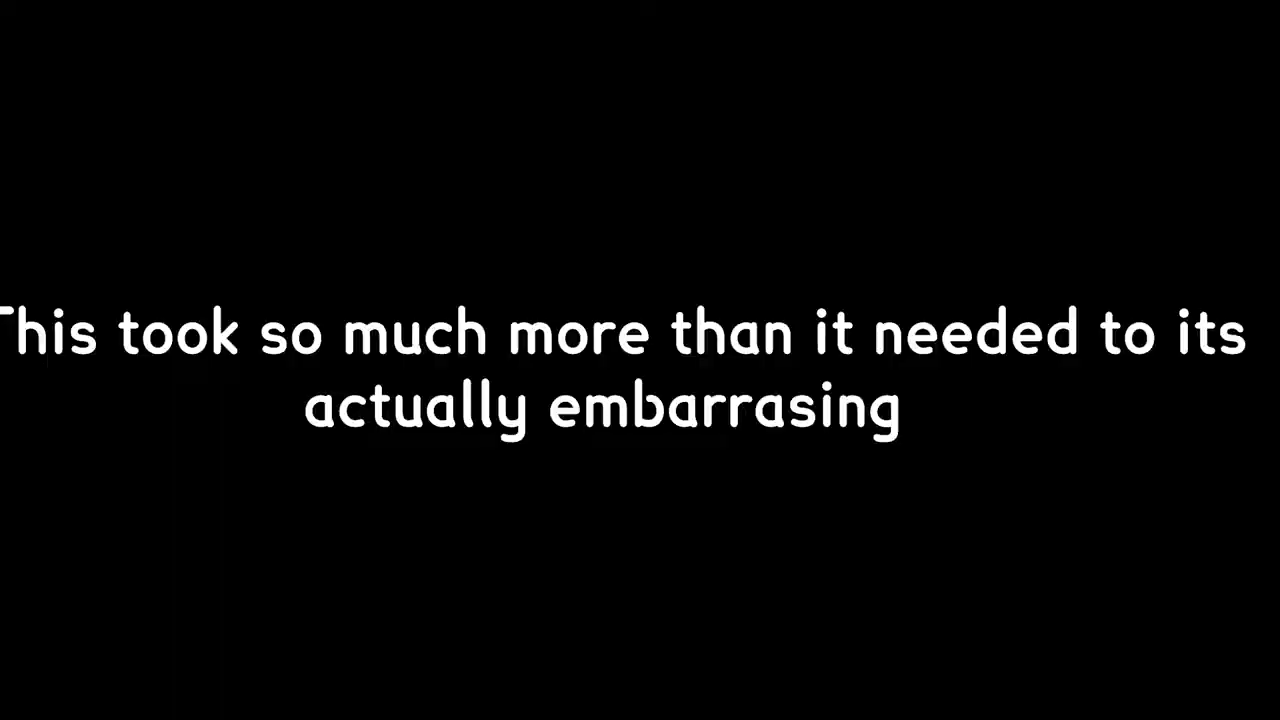 This took so much more than it needed to its
actually embarrasing